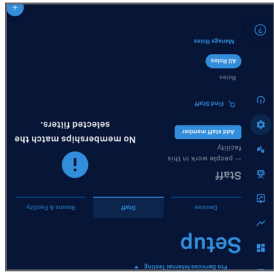 Pro Services Internal Testing
Setup
Devices
Staff
Rooms & Facility
Staff
-- people work in this
facility
Add staff member
Find Staff
Roles
All Roles
Manage Roles
No memberships match the
selected filters.